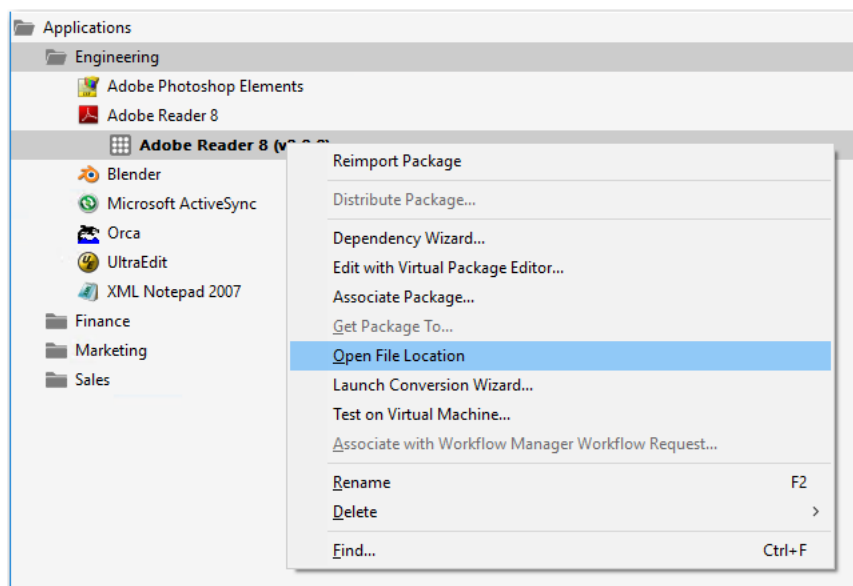 Applications
Engineering
Adobe Photoshop Elements
Adobe Reader 8
Adobe Reader 8
Reimport Package
Distribute Package...
Dependency Wizard...
Edit with Virtual Package Editor...
Associate Package...
Get Package To...
Open File Location
Launch Conversion Wizard...
Test on Virtual Machine...
Associate with Workflow Manager Workflow Request...
Rename F2
Delete
Find... Ctrl+F
Blender
Microsoft ActiveSync
Orca
UltraEdit
XML Notepad 2007
Finance
Marketing
Sales